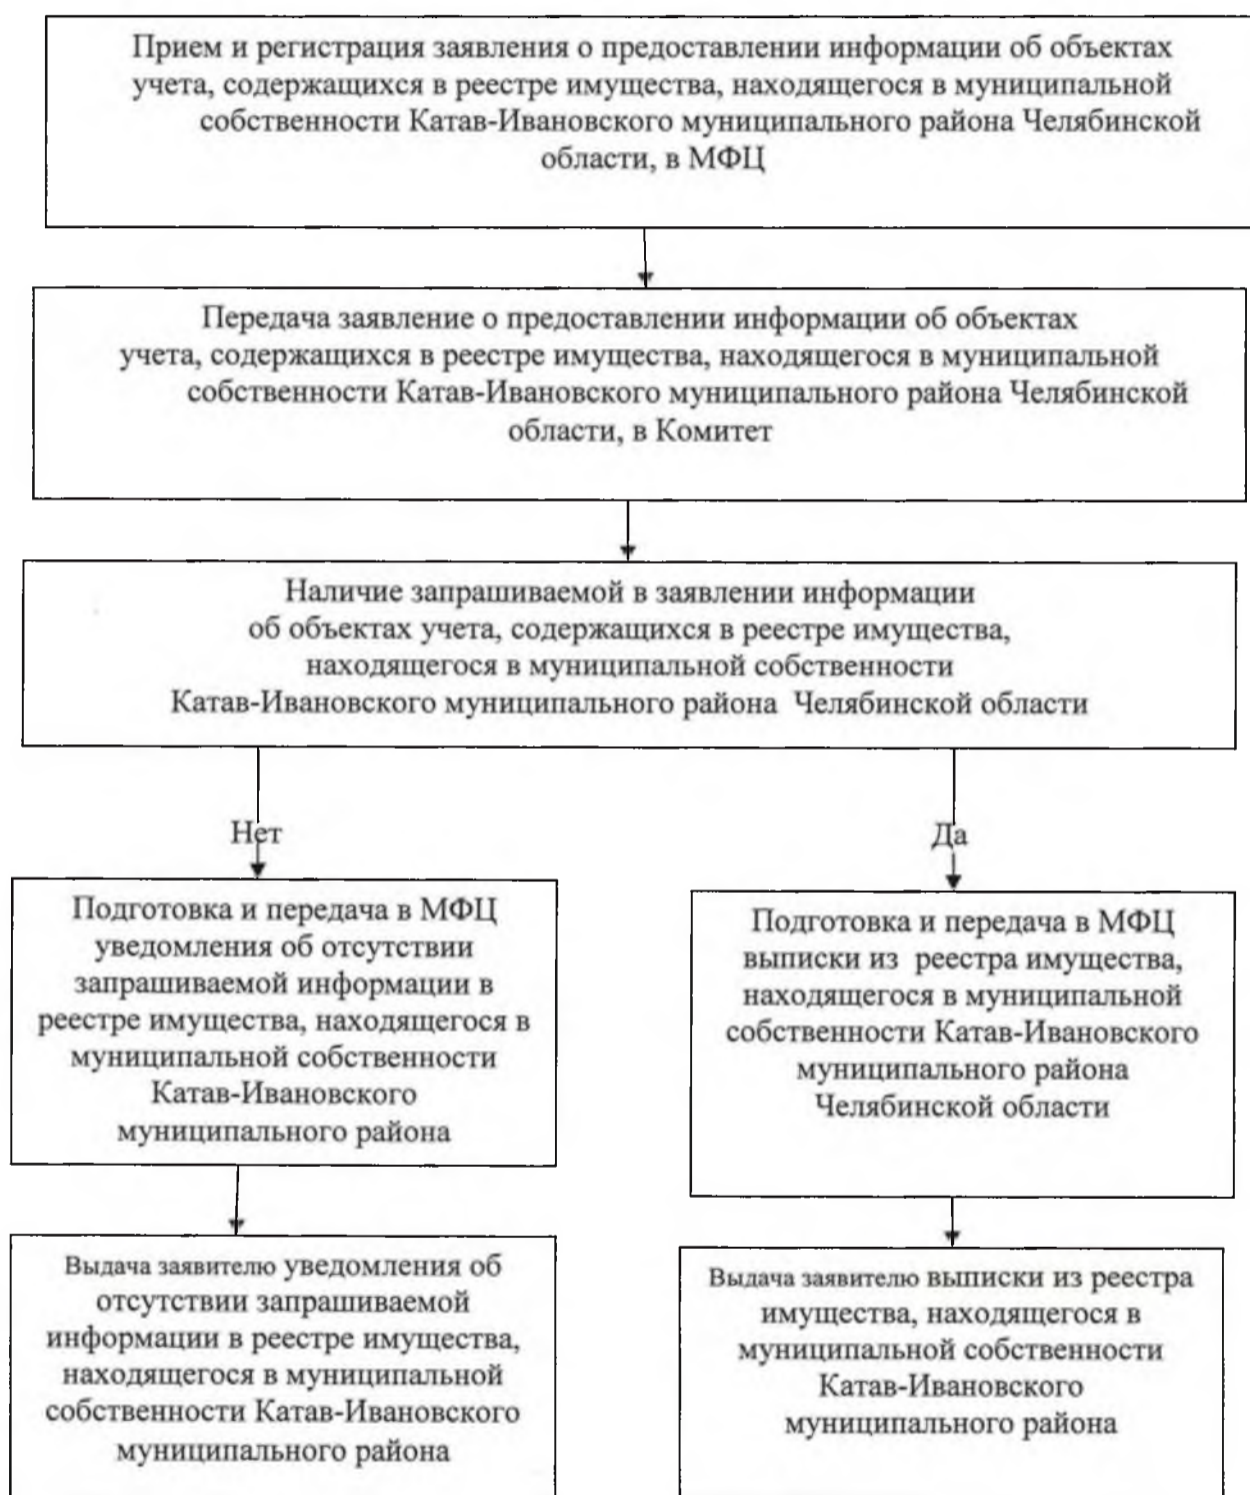 Прием и регистрация заявления о предоставлении информации об объектах
учета, содержащихся в реестре имущества, находящегося в муниципальной
собственности Катав-Ивановского муниципального района Челябинской
области, в МФЦ
Передача заявление о предоставлении информации об объектах
учета, содержащихся в реестре имущества, находящегося в муниципальной
собственности Катав-Ивановского муниципального района Челябинской
области, в Комитет
Наличие запрашиваемой в заявлении информации
об объектах учета, содержащихся в реестре имущества,
находящегося в муниципальной собственности
Катав-Ивановского муниципального района Челябинской области
Нет
Подготовка и передача в МФЦ
уведомления об отсутствии
запрашиваемой информации в
реестре имущества, находящегося в
муниципальной собственности
Катав-Ивановского
муниципального района
Выдача заявителю уведомления об
отсутствии запрашиваемой
информации в реестре имущества,
находящегося в муниципальной
собственности Катав-Ивановского
муниципального района
Да
Подготовка и передача в МФЦ
выписки из реестра имущества,
находящегося в муниципальной
собственности Катав-Ивановского
муниципального района
Челябинской области
Выдача заявителю выписки из реестра
имущества, находящегося в
муниципальной собственности
Катав-Ивановского
муниципального района